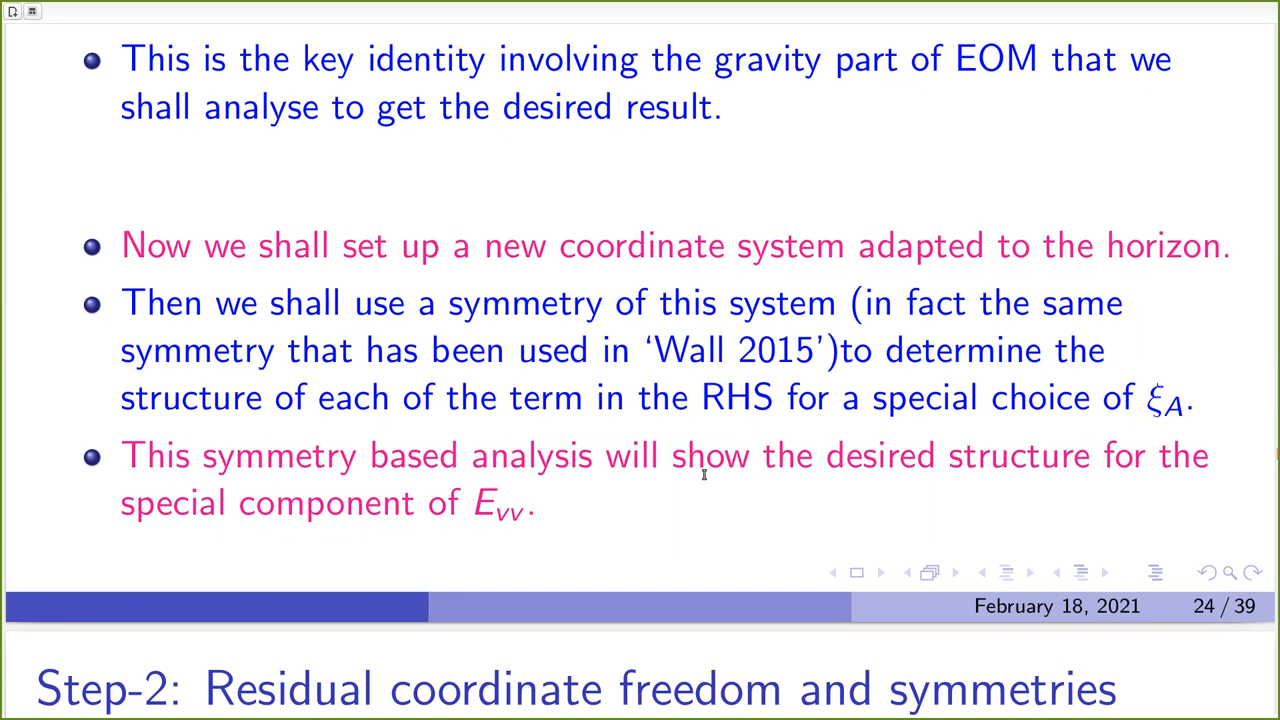 This is the key identity involving the gravity part of EOM that we
shall analyse to get the desired result.
Now we shall set up a new coordinate system adapted to the horizon.
Then we shall use a symmetry of this system (in fact the same
symmetry that has been used in ‘Wall 2015’)to determine the
structure of each of the term in the RHS for a special choice of ξ_A.
This symmetry based analysis will show the desired structure for the
special component of E_vv.
February 18, 2021 24 / 39
Step-2: Residual coordinate freedom and symmetries